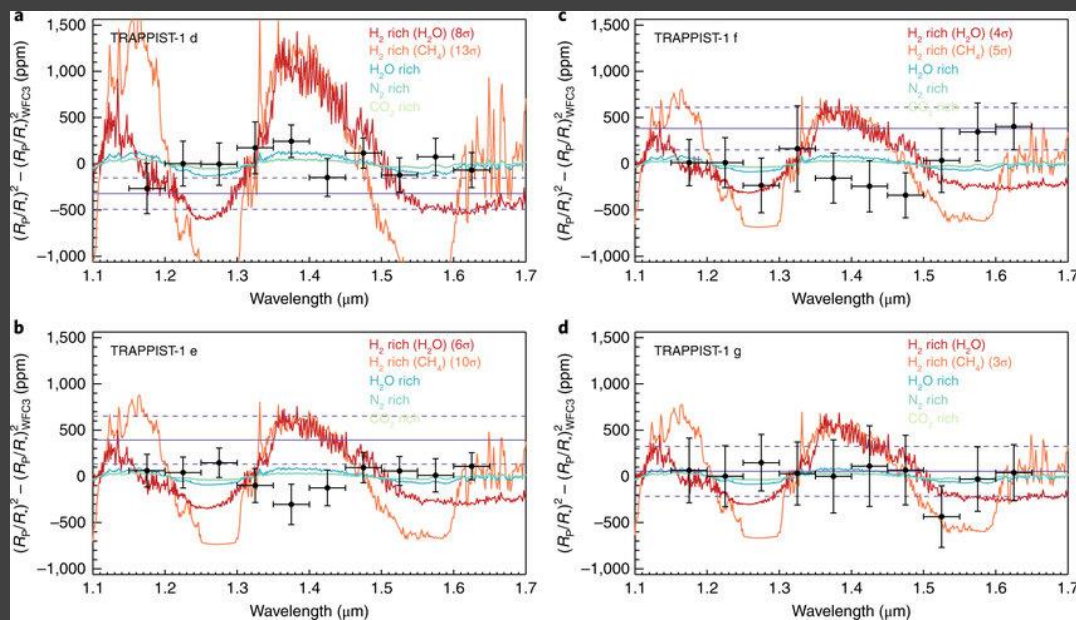 a
TRAPPIST-1 d
H₂ rich (H₂O) (8σ)
H₂ rich (CH₄) (13σ)
H₂O rich
N₂ rich
CO₂ rich
(Rₚ/R⋆)² − (Rₚ/R⋆)²WFC3 (ppm)
1,500
1,000
500
0
−500
−1,000
1.1 1.2 1.3 1.4 1.5 1.6 1.7
Wavelength (μm)
c
TRAPPIST-1 f
H₂ rich (H₂O) (4σ)
H₂ rich (CH₄) (5σ)
H₂O rich
N₂ rich
CO₂ rich
(Rₚ/R⋆)² − (Rₚ/R⋆)²WFC3 (ppm)
1,500
1,000
500
0
−500
−1,000
1.1 1.2 1.3 1.4 1.5 1.6 1.7
Wavelength (μm)
b
TRAPPIST-1 e
H₂ rich (H₂O) (6σ)
H₂ rich (CH₄) (10σ)
H₂O rich
N₂ rich
CO₂ rich
(Rₚ/R⋆)² − (Rₚ/R⋆)²WFC3 (ppm)
1,500
1,000
500
0
−500
−1,000
1.1 1.2 1.3 1.4 1.5 1.6 1.7
Wavelength (μm)
d
TRAPPIST-1 g
H₂ rich (H₂O)
H₂ rich (CH₄) (3σ)
H₂O rich
N₂ rich
CO₂ rich
(Rₚ/R⋆)² − (Rₚ/R⋆)²WFC3 (ppm)
1,500
1,000
500
0
−500
−1,000
1.1 1.2 1.3 1.4 1.5 1.6 1.7
Wavelength (μm)